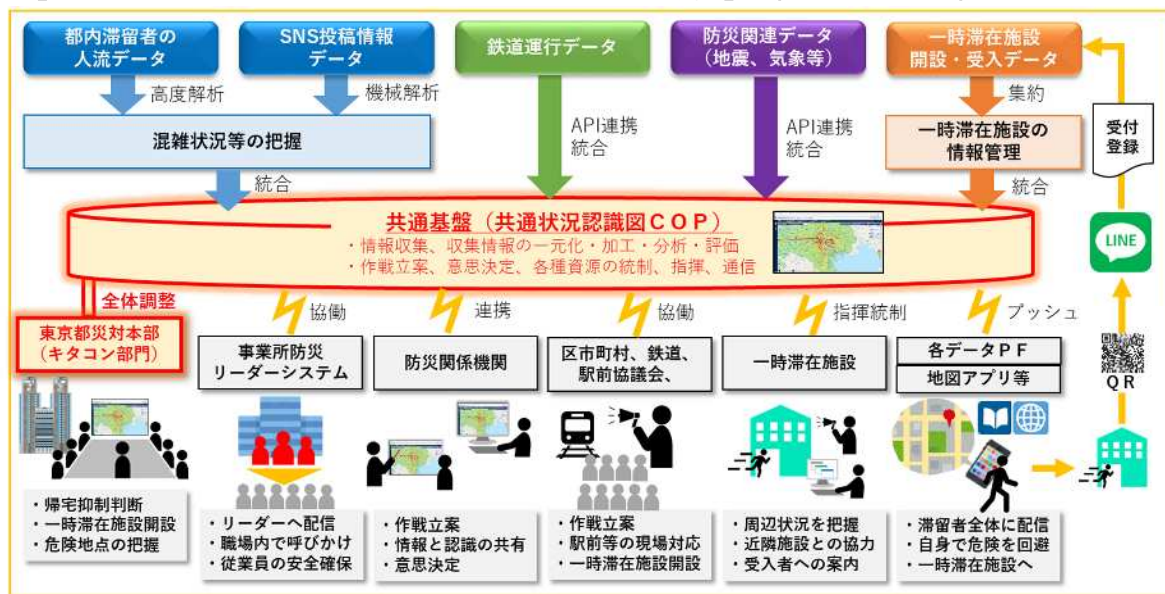 都内滞留者の
人流データ
SNS投稿情報
データ
鉄道運行データ
防災関連データ
(地震、気象等)
一時滞在施設
開設・受入データ
高度解析
機械解析
API連携
統合
API連携
統合
集約
混雑状況等の把握
一時滞在施設の
情報管理
受付
登録
統合
統合
共通基盤（共通状況認識図ＣＯＰ）
・情報収集、収集情報の一元化・加工・分析・評価
・作戦立案、意思決定、各種資源の統制、指揮、通信
LINE
全体調整
協働
連携
協働
指揮統制
プッシュ
東京都災対本部
(キタコン部門)
事業所防災
リーダーシステム
防災関係機関
区市町村、鉄道、
駅前協議会、
一時滞在施設
各データＰＦ
地図アプリ等
ＱＲ
・帰宅抑制判断
・一時滞在施設開設
・危険地点の把握
・リーダーへ配信
・職場内で呼びかけ
・従業員の安全確保
・作戦立案
・情報と認識の共有
・意思決定
・作戦立案
・駅前等の現場対応
・一時滞在施設開設
・周辺状況を把握
・近隣施設との協力
・受入者への案内
・滞留者全体に配信
・自身で危険を回避
・一時滞在施設へ